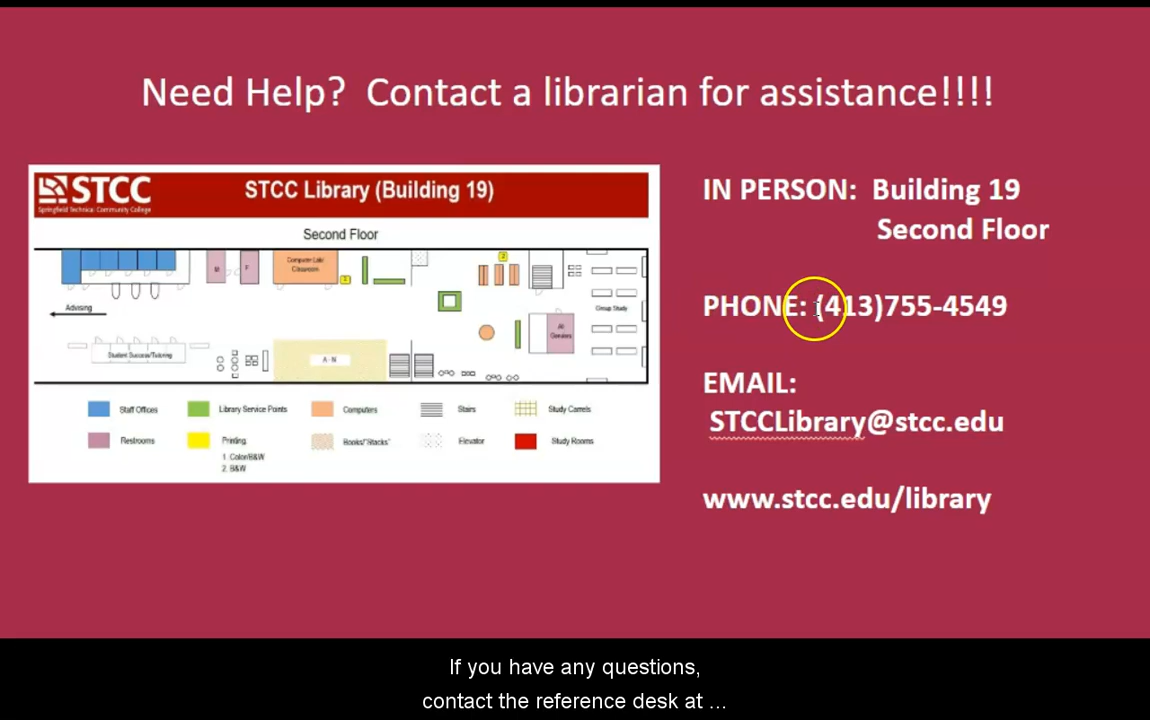 Need Help? Contact a librarian for assistance!!!!
STCC
Springfield Technical Community College
STCC Library (Building 19)
Second Floor
M
F
Computer Lab/
Classroom
2
Advising
Student Success/Tutoring
A - N
All
Genders
Group Study
Staff Offices
Library Service Points
Computers
Stairs
Study Carrels
Restrooms
Printing:
1. Color/B&W
2. B&W
Books/"Stacks"
Elevator
Study Rooms
IN PERSON: Building 19
Second Floor
PHONE: (413)755-4549
EMAIL:
STCCLibrary@stcc.edu
www.stcc.edu/library
If you have any questions,
contact the reference desk at ...